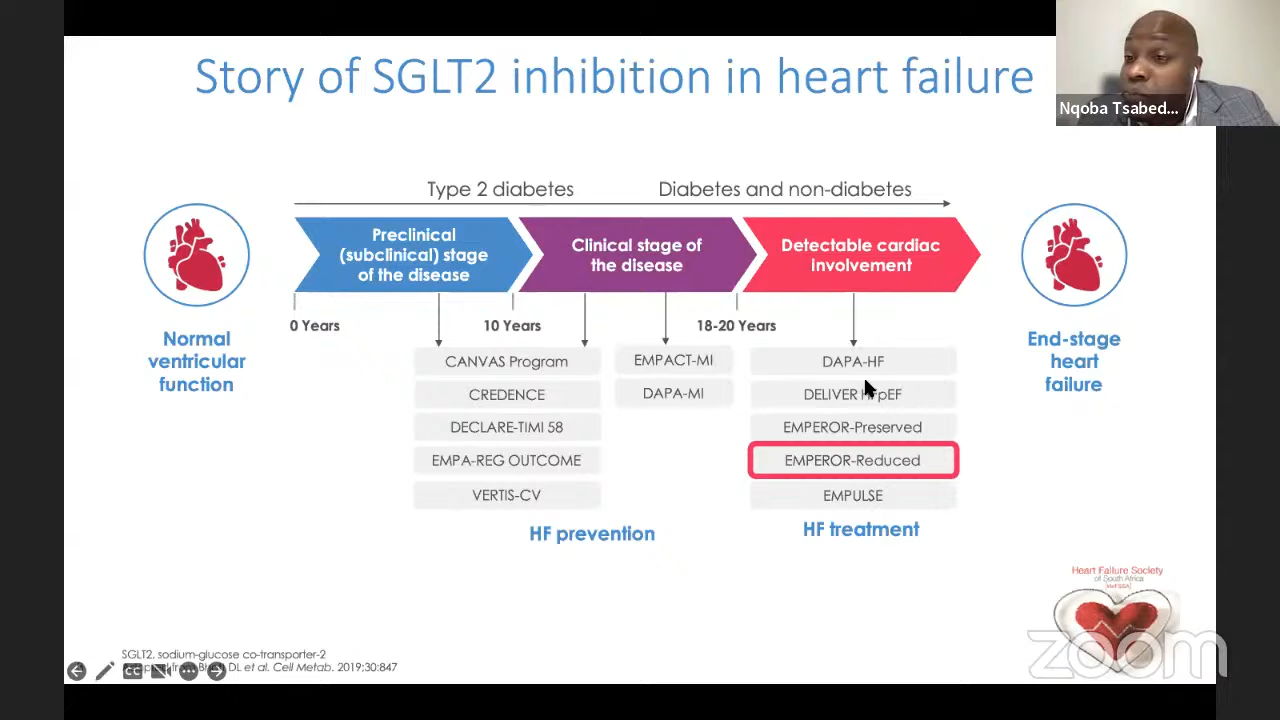 Story of SGLT2 inhibition in heart failure
Nqoba Tsabed...
Type 2 diabetes
Diabetes and non-diabetes
Preclinical
(subclinical) stage
of the disease
Clinical stage of
the disease
Detectable cardiac
involvement
0 Years
10 Years
18-20 Years
Normal
ventricular
function
End-stage
heart
failure
CANVAS Program
CREDENCE
DECLARE-TIMI 58
EMPA-REG OUTCOME
VERTIS-CV
EMPACT-MI
DAPA-MI
DAPA-HF
DELIVER pEF
EMPEROR-Preserved
EMPEROR-Reduced
EMPULSE
HF prevention
HF treatment
Heart Failure Society
of South Africa
zoom
SGLT2, sodium-glucose co-transporter-2
from DL et al. Cell Metab. 2019;30:847
CC